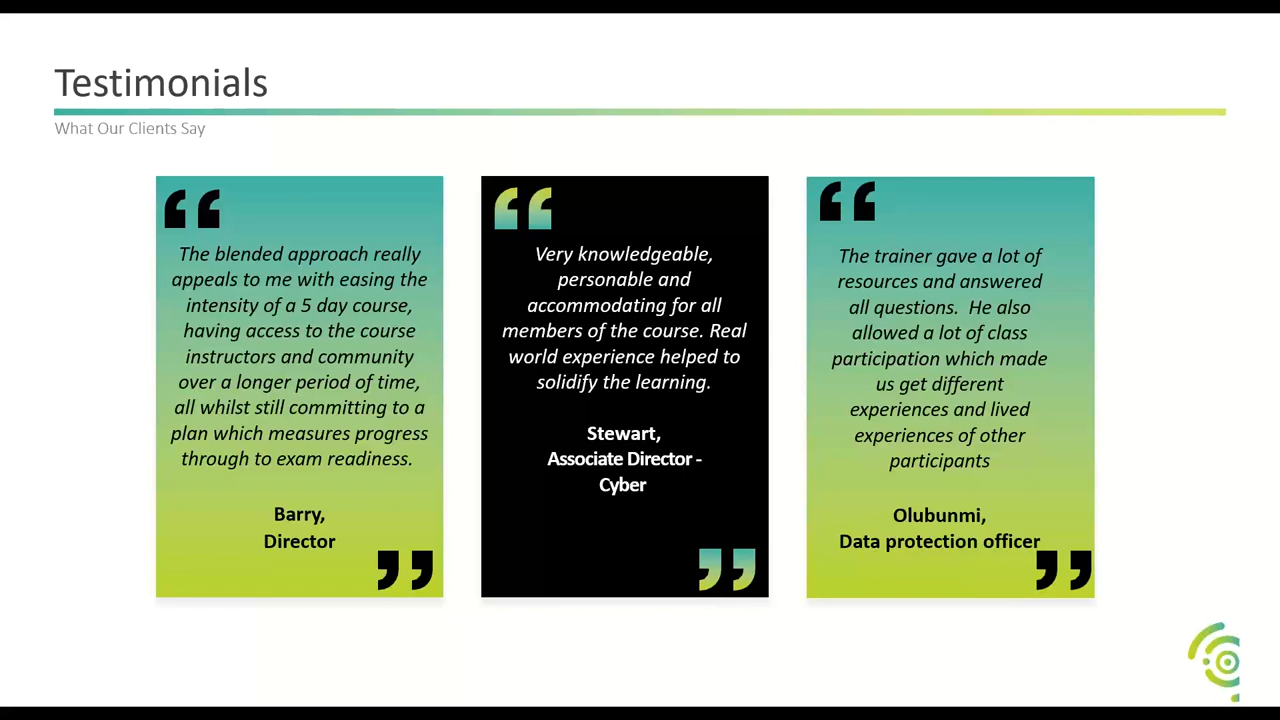 Testimonials
What Our Clients Say
The blended approach really
appeals to me with easing the
intensity of a 5 day course,
having access to the course
instructors and community
over a longer period of time,
all whilst still committing to a
plan which measures progress
through to exam readiness.
Barry,
Director
Very knowledgeable,
personable and
accommodating for all
members of the course. Real
world experience helped to
solidify the learning.
Stewart,
Associate Director -
Cyber
The trainer gave a lot of
resources and answered
all questions.  He also
allowed a lot of class
participation which made
us get different
experiences and lived
experiences of other
participants
Olubunmi,
Data protection officer